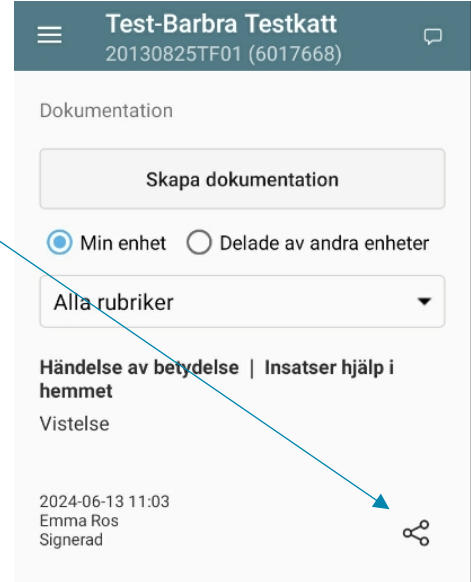 Test-Barbra Testkatt
20130825TF01 (6017668)
Dokumentation
Skapa dokumentation
Min enhet
Delade av andra enheter
Alla rubriker
Händelse av betydelse | Insatser hjälp i
hemmet
Vistelse
2024-06-13 11:03
Emma Ros
Signerad